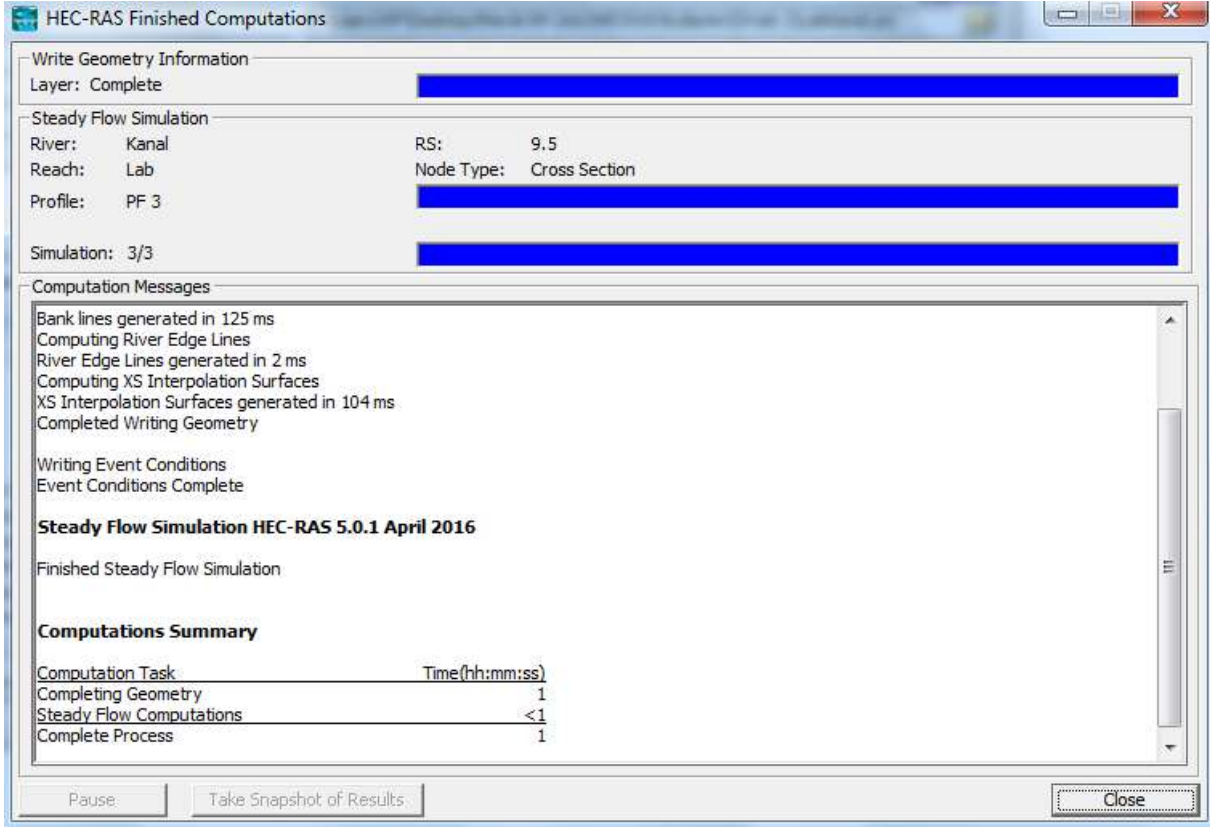 HEC-RAS Finished Computations
Write Geometry Information
Layer: Complete
Steady Flow Simulation
River: Kanal RS: 9.5
Reach: Lab Node Type: Cross Section
Profile: PF 3
Simulation: 3/3
Computation Messages
Bank lines generated in 125 ms
Computing River Edge Lines
River Edge Lines generated in 2 ms
Computing XS Interpolation Surfaces
XS Interpolation Surfaces generated in 104 ms
Completed Writing Geometry
Writing Event Conditions
Event Conditions Complete
Steady Flow Simulation HEC-RAS 5.0.1 April 2016
Finished Steady Flow Simulation
Computations Summary
Computation Task Time(hh:mm:ss)
Completing Geometry 1
Steady Flow Computations <1
Complete Process 1
Pause Take Snapshot of Results Close